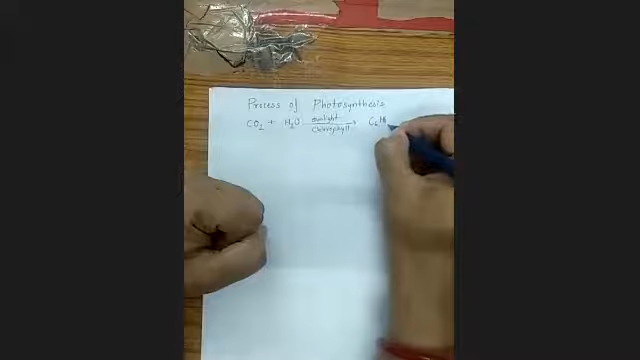 Process of Photosynthesis
CO₂ + H₂O sunlight/chlorophyll → C₆H